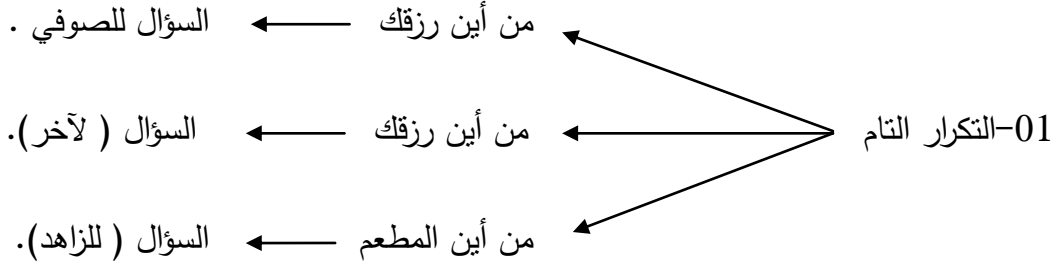 من أين رزقك السؤال للصوفي .
01-التكرار التام من أين رزقك السؤال ( لآخر).
من أين المطعم السؤال ( للزاهد).